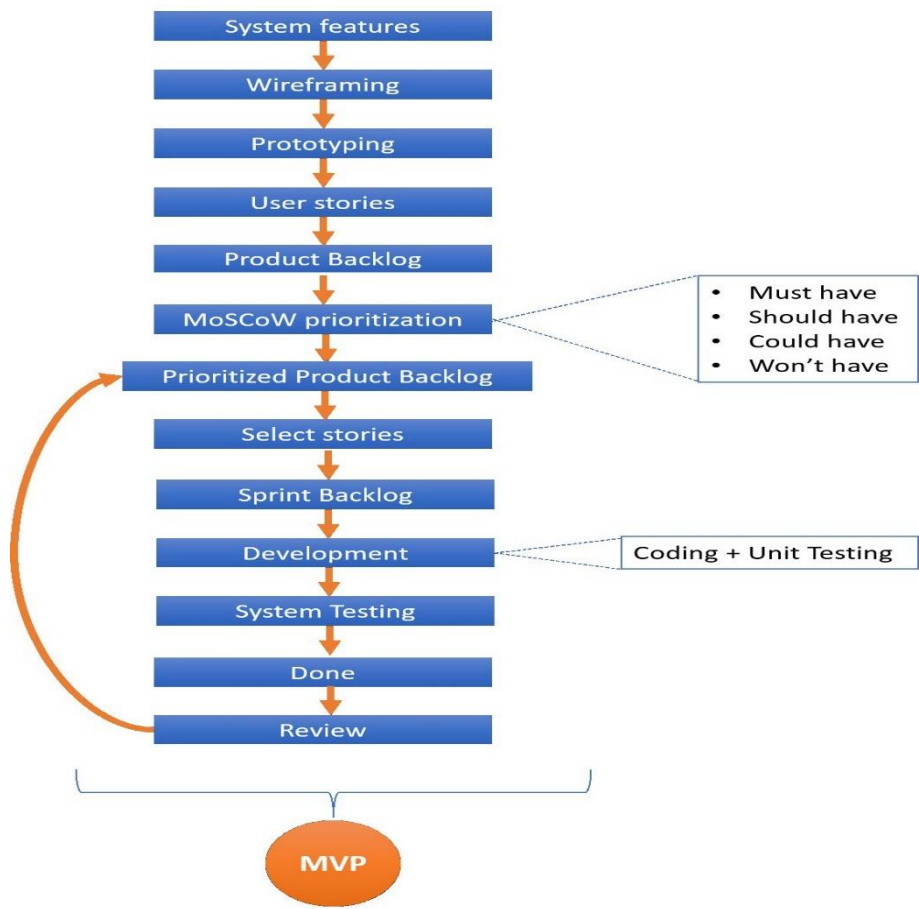 System features
Wireframing
Prototyping
User stories
Product Backlog
MoSCoW prioritization
• Must have
• Should have
• Could have
• Won’t have
Prioritized Product Backlog
Select stories
Sprint Backlog
Development
Coding + Unit Testing
System Testing
Done
Review
MVP